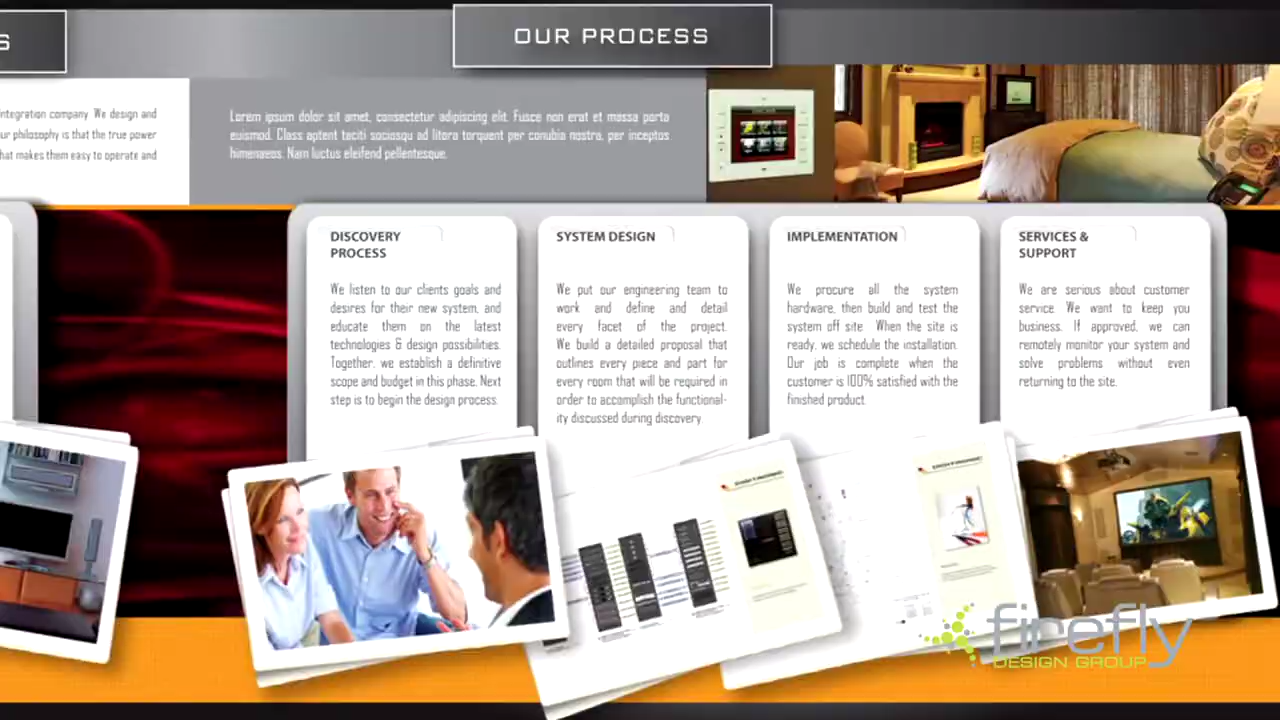 S
OUR PROCESS
integration company. We design and
ur philosophy is that the true power
hat makes them easy to operate and
Lorem ipsum dolor sit amet, consectetur adipiscing elit. Fusce non erat et massa porta
euismod. Class aptent taciti sociosqu ad litora torquent per conubia nostra, per inceptos
himenaeos. Nam luctus eleifend pellentesque.
DISCOVERY
PROCESS
We listen to our clients goals and
desires for their new system, and
educate them on the latest
technologies & design possibilities.
Together, we establish a definitive
scope and budget in this phase. Next
step is to begin the design process.
SYSTEM DESIGN
We put our engineering team to
work and define and detail
every facet of the project.
We build a detailed proposal that
outlines every piece and part for
every room that will be required in
order to accomplish the functional-
ity discussed during discovery.
IMPLEMENTATION
We procure all the system
hardware, then build and test the
system off site. When the site is
ready, we schedule the installation.
Our job is complete when the
customer is 100% satisfied with the
finished product.
SERVICES &
SUPPORT
We are serious about customer
service. We want to keep you
business. If approved, we can
remotely monitor your system and
solve problems without even
returning to the site.
firefly
DESIGN GROUP